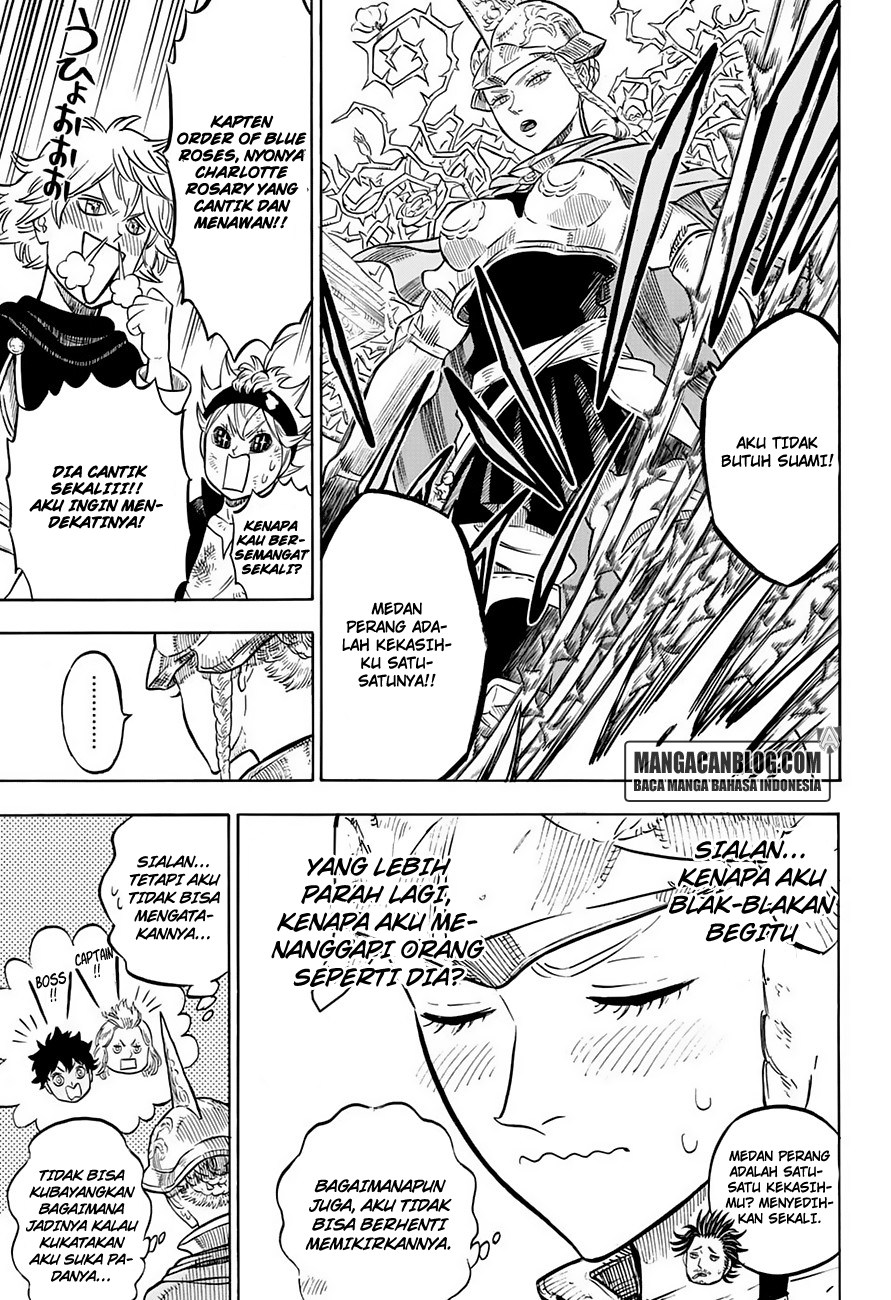 AKU TIDAK
BUTUH SUAMI!
MEDAN
PERANG ADA-
LAH KEKASIH-
KU SATU-
SATUNYA!!
KAPTEN
ORDER OF BLUE
ROSES, NYONYA
CHARLOTTE
ROSARY YANG
CANTIK DAN
MENAWAN!!
うひょおおおお
DIA CANTIK
SEKALIII!!
AKU INGIN MEN-
DEKATINYA!
KENAPA
KAU BER-
SEMANGAT
SEKALI?
.........
MANGACANBLOG.COM
BACA MANGA BAHASA INDONESIA
SIALAN...
KENAPA AKU
BLAK-BLAKAN
BEGITU
YANG LEBIH
PARAH LAGI,
KENAPA AKU ME-
NANGGAPI ORANG
SEPERTI DIA?
MEDAN PERANG
ADALAH SATU-
SATU KEKASIH-
MU? MENYEDIH-
KAN SEKALI.
BAGAIMANAPUN
JUGA, AKU TIDAK
BISA BERHENTI
MEMIKIRKANNYA.
SIALAN...
TETAPI AKU
TIDAK BISA
MENGATA-
KANNYA...
CAPTAIN
!!
BOSS
!!
TIDAK BISA
KUBAYANGKAN
BAGAIMANA
JADINYA KALAU
KUKATAKAN
AKU SUKA PA-
DANYA...